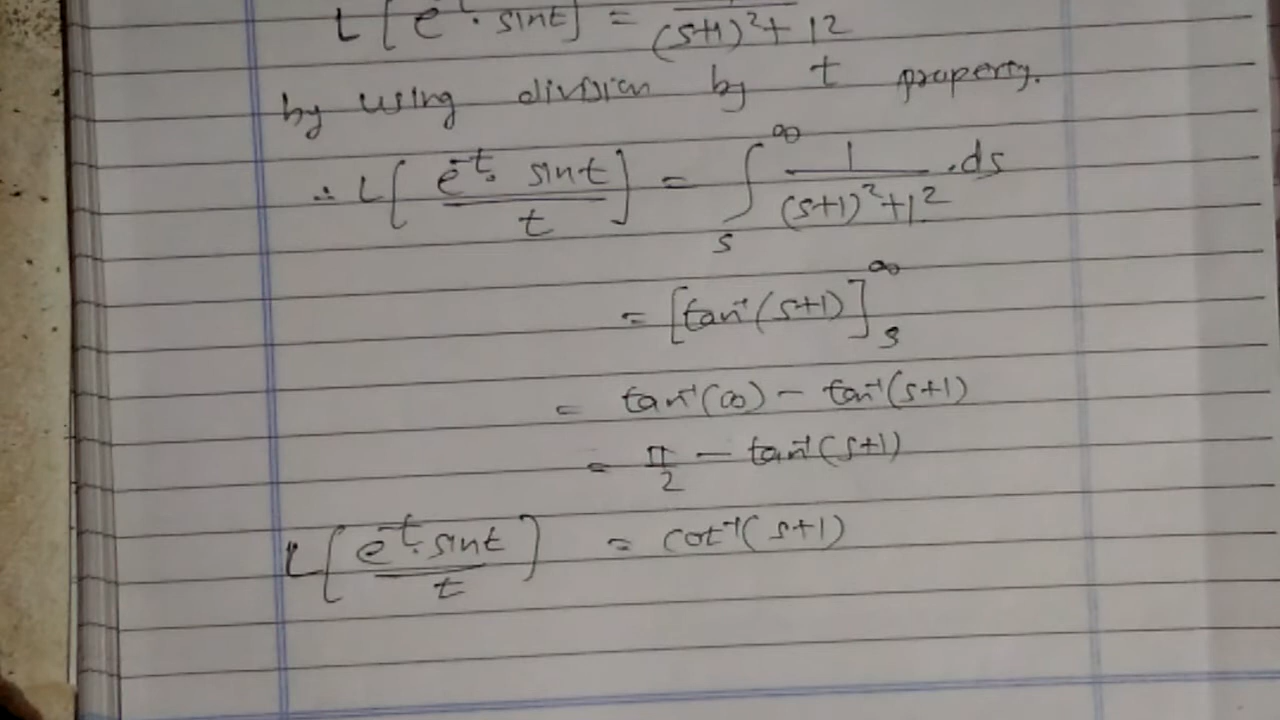 L[e^-t. sint] = (s+1)²+ 1²
by using division by t property.
∴ L[e^-t. sint / t] = ∫_s^∞ 1/((s+1)²+1²) .ds
= [tan⁻¹(s+1)]_s^∞
= tan⁻¹(∞) - tan⁻¹(s+1)
= π/2 - tan⁻¹(s+1)
L[e^-t. sint / t] = cot⁻¹(s+1)